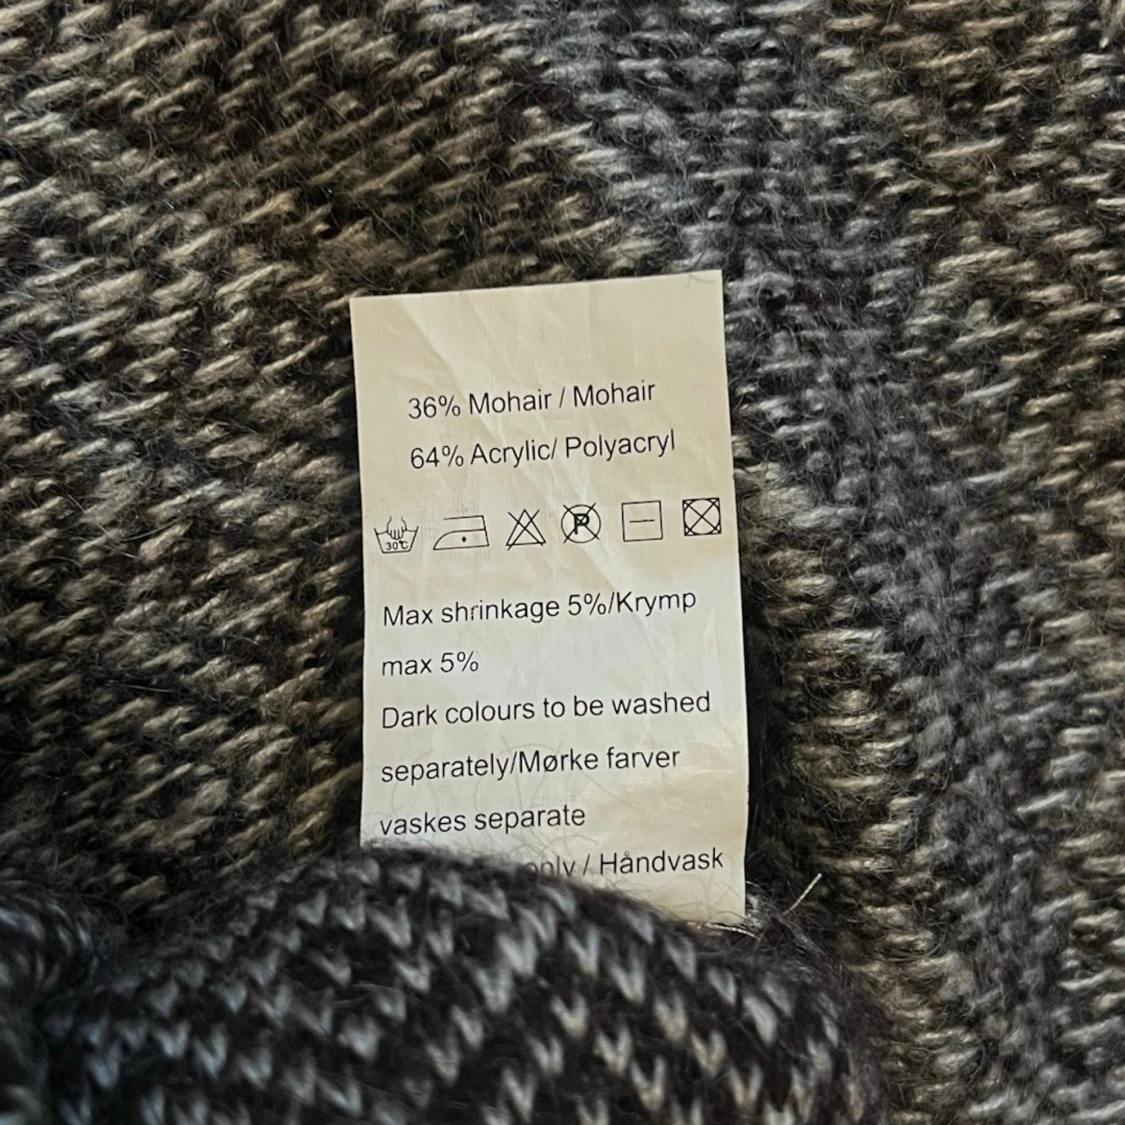 36% Mohair / Mohair
64% Acrylic/ Polyacryl
30℃ P
Max shrinkage 5%/Krymp
max 5%
Dark colours to be washed
separately/Mørke farver
vaskes separate
only / Håndvask